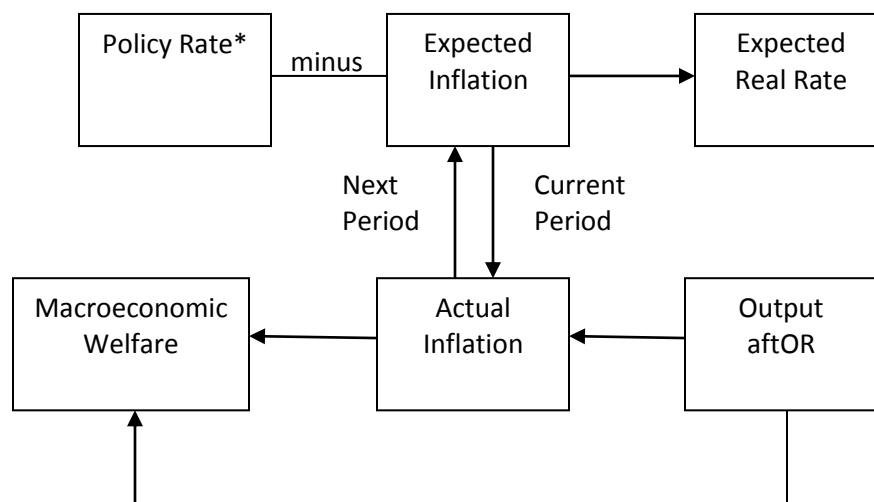 Policy Rate*
minus
Expected
Inflation
Expected
Real Rate
Next
Period
Current
Period
Macroeconomic
Welfare
Actual
Inflation
Output
aftOR